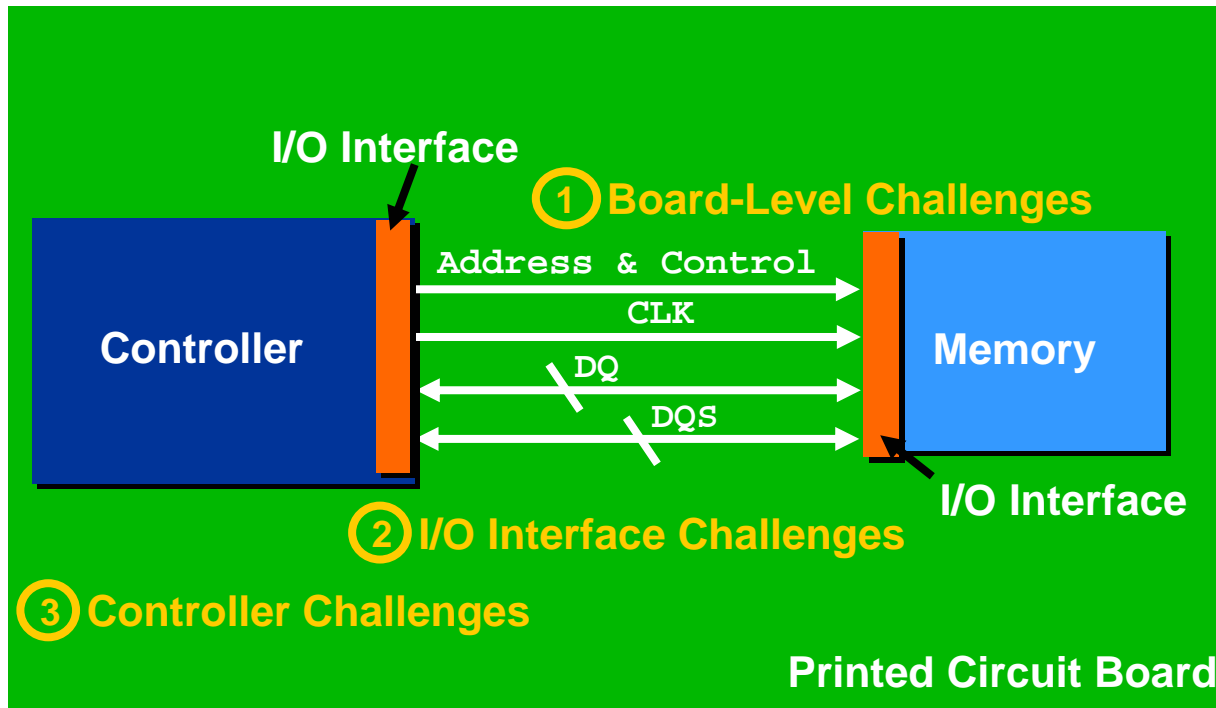 I/O Interface
1 Board-Level Challenges
Address & Control
CLK
Controller
Memory
DQ
DQS
I/O Interface
2 I/O Interface Challenges
3 Controller Challenges
Printed Circuit Board